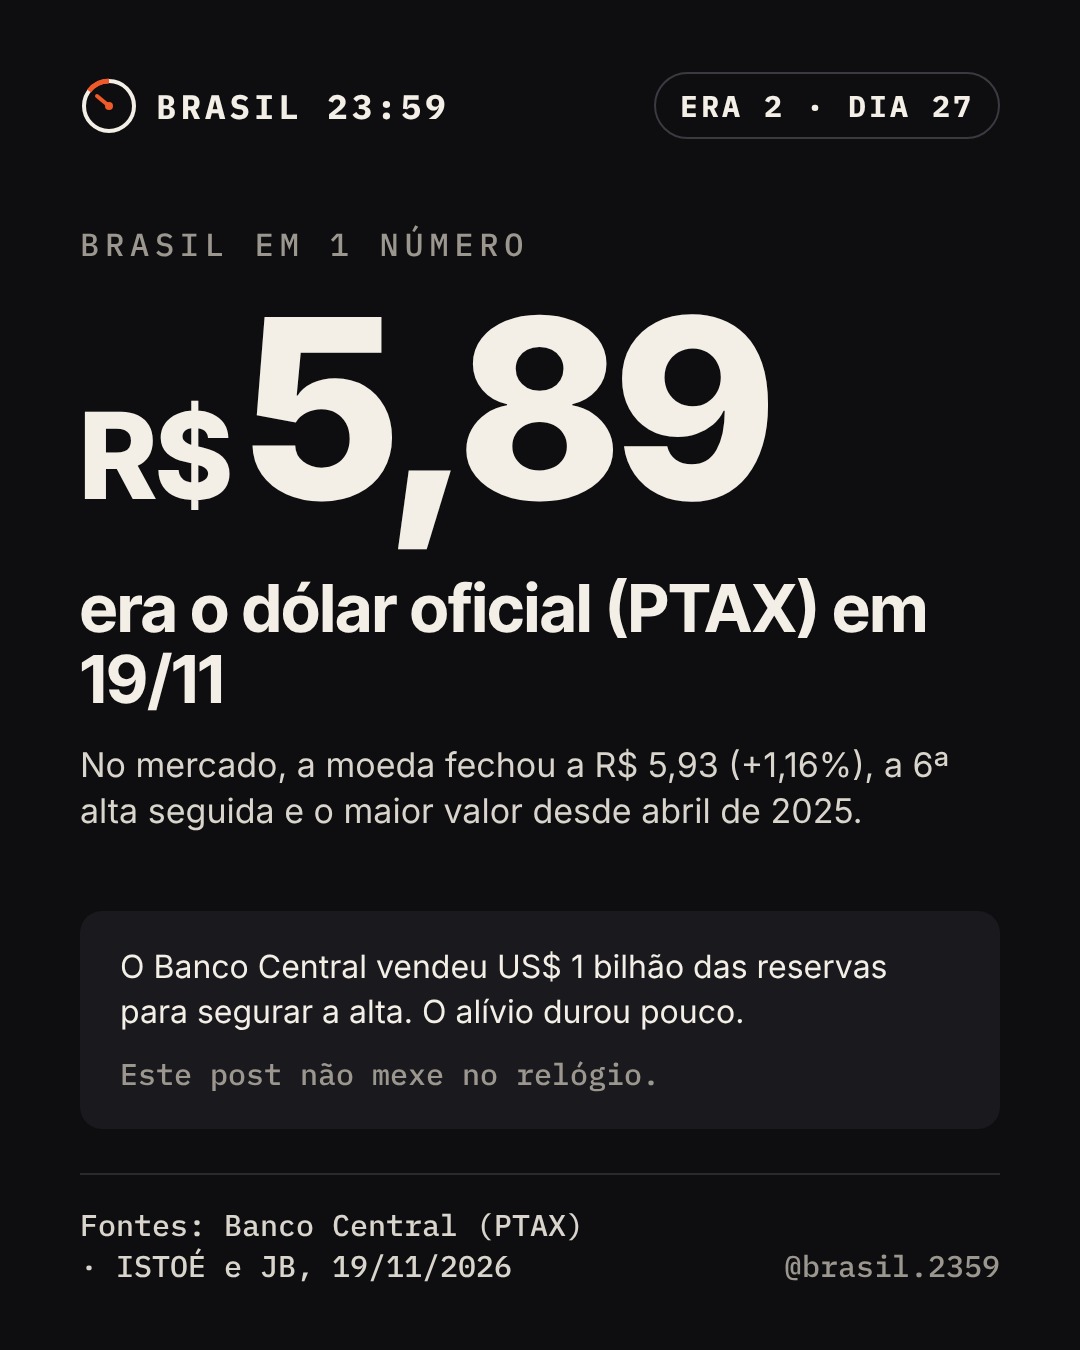 BRASIL 23:59
ERA 2 · DIA 27
BRASIL EM 1 NÚMERO
R$ 5,89
era o dólar oficial (PTAX) em
19/11
No mercado, a moeda fechou a R$ 5,93 (+1,16%), a 6ª
alta seguida e o maior valor desde abril de 2025.
O Banco Central vendeu US$ 1 bilhão das reservas
para segurar a alta. O alívio durou pouco.
Este post não mexe no relógio.
Fontes: Banco Central (PTAX)
· ISTOÉ e JB, 19/11/2026
@brasil.2359